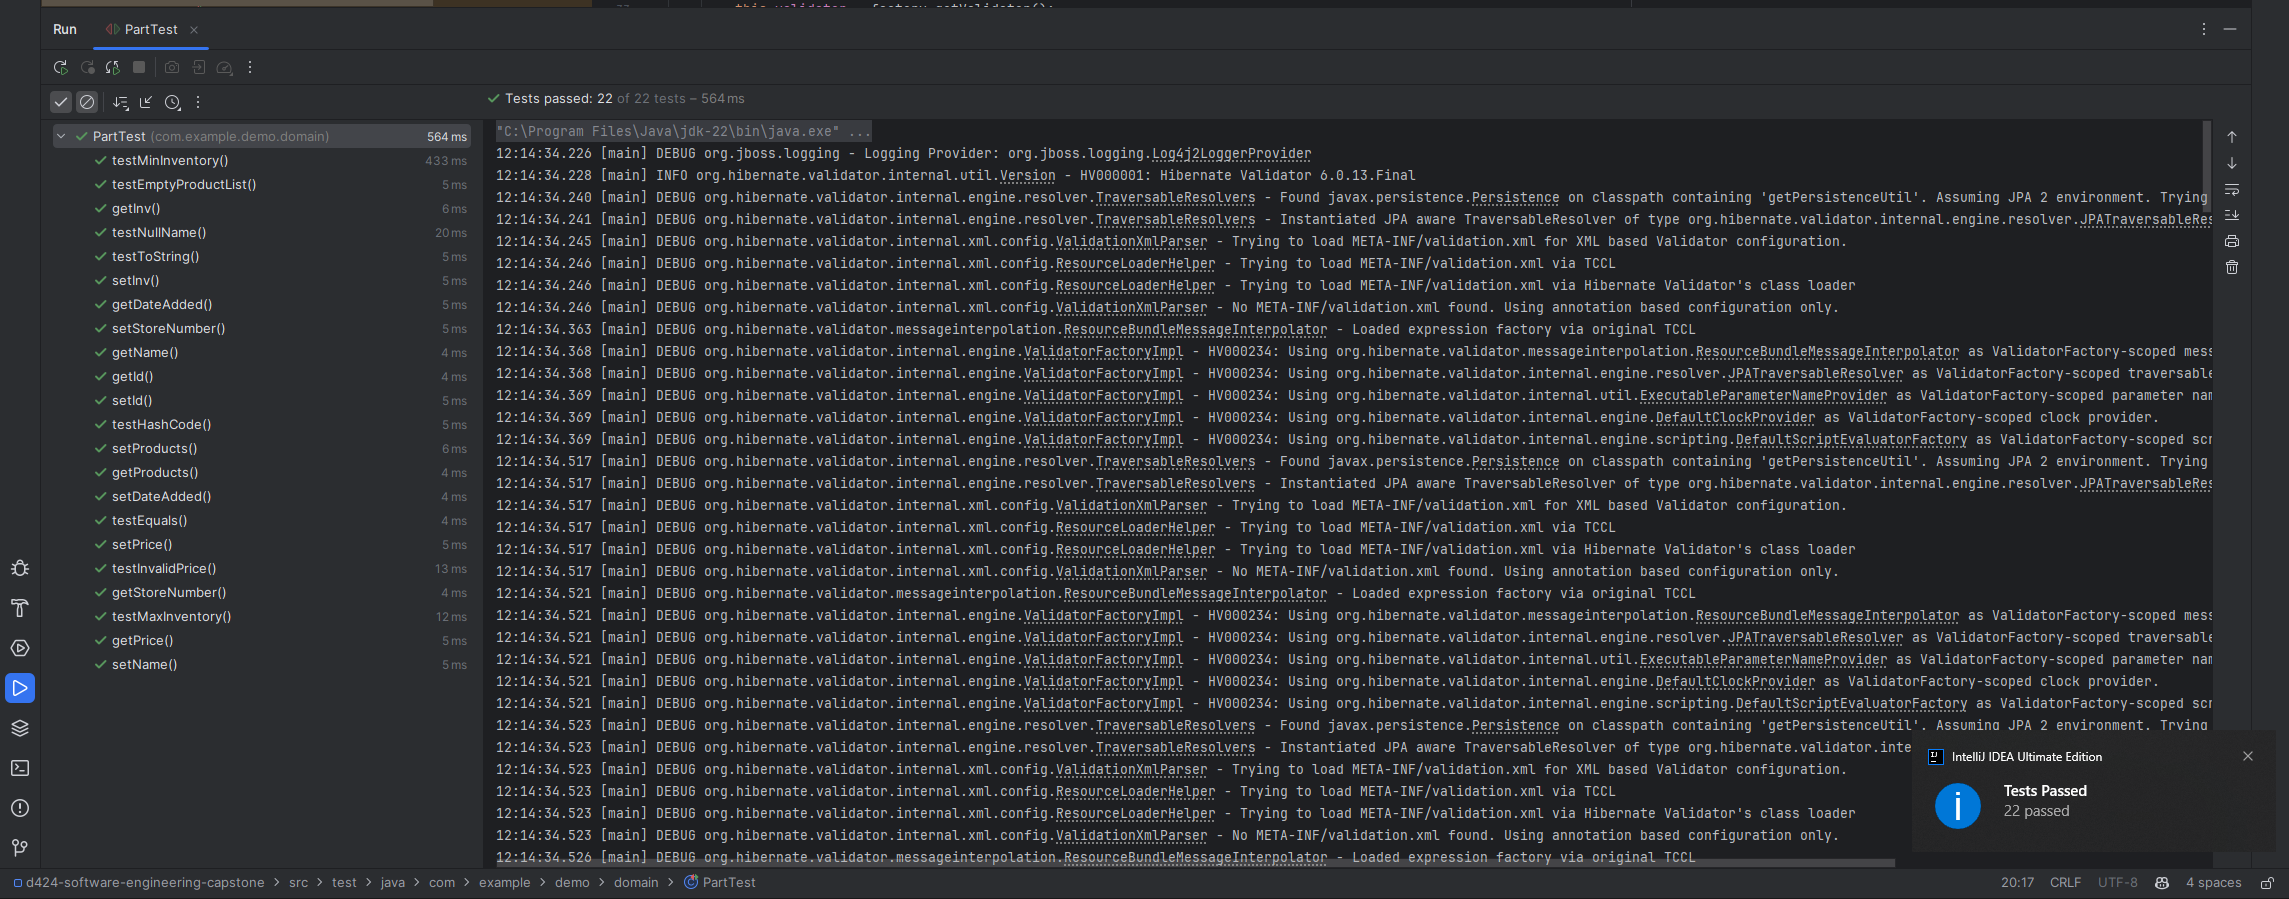 Run
PartTest
Tests passed: 22 of 22 tests – 564 ms
PartTest (com.example.demo.domain) 564 ms
testMinInventory() 433 ms
testEmptyProductList() 5 ms
getInv() 6 ms
testNullName() 20 ms
testToString() 5 ms
setInv() 5 ms
getDateAdded() 5 ms
setStoreNumber() 5 ms
getName() 4 ms
getId() 4 ms
setId() 5 ms
testHashCode() 5 ms
setProducts() 6 ms
getProducts() 4 ms
setDateAdded() 4 ms
testEquals() 4 ms
setPrice() 5 ms
testInvalidPrice() 13 ms
getStoreNumber() 4 ms
testMaxInventory() 12 ms
getPrice() 5 ms
setName() 5 ms
"C:\Program Files\Java\jdk-22\bin\java.exe" ...
12:14:34.226 [main] DEBUG org.jboss.logging - Logging Provider: org.jboss.logging.Log4j2LoggerProvider
12:14:34.228 [main] INFO org.hibernate.validator.internal.util.Version - HV000001: Hibernate Validator 6.0.13.Final
12:14:34.240 [main] DEBUG org.hibernate.validator.internal.engine.resolver.TraversableResolvers - Found javax.persistence.Persistence on classpath containing 'getPersistenceUtil'. Assuming JPA 2 environment. Trying
12:14:34.241 [main] DEBUG org.hibernate.validator.internal.engine.resolver.TraversableResolvers - Instantiated JPA aware TraversableResolver of type org.hibernate.validator.internal.engine.resolver.JPATraversableRes
12:14:34.245 [main] DEBUG org.hibernate.validator.internal.xml.config.ValidationXmlParser - Trying to load META-INF/validation.xml for XML based Validator configuration.
12:14:34.246 [main] DEBUG org.hibernate.validator.internal.xml.config.ResourceLoaderHelper - Trying to load META-INF/validation.xml via TCCL
12:14:34.246 [main] DEBUG org.hibernate.validator.internal.xml.config.ResourceLoaderHelper - Trying to load META-INF/validation.xml via Hibernate Validator's class loader
12:14:34.246 [main] DEBUG org.hibernate.validator.internal.xml.config.ValidationXmlParser - No META-INF/validation.xml found. Using annotation based configuration only.
12:14:34.363 [main] DEBUG org.hibernate.validator.messageinterpolation.ResourceBundleMessageInterpolator - Loaded expression factory via original TCCL
12:14:34.368 [main] DEBUG org.hibernate.validator.internal.engine.ValidatorFactoryImpl - HV000234: Using org.hibernate.validator.messageinterpolation.ResourceBundleMessageInterpolator as ValidatorFactory-scoped mess
12:14:34.368 [main] DEBUG org.hibernate.validator.internal.engine.ValidatorFactoryImpl - HV000234: Using org.hibernate.validator.internal.engine.resolver.JPATraversableResolver as ValidatorFactory-scoped traversable
12:14:34.369 [main] DEBUG org.hibernate.validator.internal.engine.ValidatorFactoryImpl - HV000234: Using org.hibernate.validator.internal.util.ExecutableParameterNameProvider as ValidatorFactory-scoped parameter nam
12:14:34.369 [main] DEBUG org.hibernate.validator.internal.engine.ValidatorFactoryImpl - HV000234: Using org.hibernate.validator.internal.engine.DefaultClockProvider as ValidatorFactory-scoped clock provider.
12:14:34.369 [main] DEBUG org.hibernate.validator.internal.engine.ValidatorFactoryImpl - HV000234: Using org.hibernate.validator.internal.engine.scripting.DefaultScriptEvaluatorFactory as ValidatorFactory-scoped scr
12:14:34.517 [main] DEBUG org.hibernate.validator.internal.engine.resolver.TraversableResolvers - Found javax.persistence.Persistence on classpath containing 'getPersistenceUtil'. Assuming JPA 2 environment. Trying
12:14:34.517 [main] DEBUG org.hibernate.validator.internal.engine.resolver.TraversableResolvers - Instantiated JPA aware TraversableResolver of type org.hibernate.validator.internal.engine.resolver.JPATraversableRes
12:14:34.517 [main] DEBUG org.hibernate.validator.internal.xml.config.ValidationXmlParser - Trying to load META-INF/validation.xml for XML based Validator configuration.
12:14:34.517 [main] DEBUG org.hibernate.validator.internal.xml.config.ResourceLoaderHelper - Trying to load META-INF/validation.xml via TCCL
12:14:34.517 [main] DEBUG org.hibernate.validator.internal.xml.config.ResourceLoaderHelper - Trying to load META-INF/validation.xml via Hibernate Validator's class loader
12:14:34.517 [main] DEBUG org.hibernate.validator.internal.xml.config.ValidationXmlParser - No META-INF/validation.xml found. Using annotation based configuration only.
12:14:34.521 [main] DEBUG org.hibernate.validator.messageinterpolation.ResourceBundleMessageInterpolator - Loaded expression factory via original TCCL
12:14:34.521 [main] DEBUG org.hibernate.validator.internal.engine.ValidatorFactoryImpl - HV000234: Using org.hibernate.validator.messageinterpolation.ResourceBundleMessageInterpolator as ValidatorFactory-scoped mess
12:14:34.521 [main] DEBUG org.hibernate.validator.internal.engine.ValidatorFactoryImpl - HV000234: Using org.hibernate.validator.internal.engine.resolver.JPATraversableResolver as ValidatorFactory-scoped traversable
12:14:34.521 [main] DEBUG org.hibernate.validator.internal.engine.ValidatorFactoryImpl - HV000234: Using org.hibernate.validator.internal.util.ExecutableParameterNameProvider as ValidatorFactory-scoped parameter nam
12:14:34.521 [main] DEBUG org.hibernate.validator.internal.engine.ValidatorFactoryImpl - HV000234: Using org.hibernate.validator.internal.engine.DefaultClockProvider as ValidatorFactory-scoped clock provider.
12:14:34.521 [main] DEBUG org.hibernate.validator.internal.engine.ValidatorFactoryImpl - HV000234: Using org.hibernate.validator.internal.engine.scripting.DefaultScriptEvaluatorFactory as ValidatorFactory-scoped scr
12:14:34.523 [main] DEBUG org.hibernate.validator.internal.engine.resolver.TraversableResolvers - Found javax.persistence.Persistence on classpath containing 'getPersistenceUtil'. Assuming JPA 2 environment. Trying
12:14:34.523 [main] DEBUG org.hibernate.validator.internal.engine.resolver.TraversableResolvers - Instantiated JPA aware TraversableResolver of type org.hibernate.validator.inte
12:14:34.523 [main] DEBUG org.hibernate.validator.internal.xml.config.ValidationXmlParser - Trying to load META-INF/validation.xml for XML based Validator configuration.
12:14:34.523 [main] DEBUG org.hibernate.validator.internal.xml.config.ResourceLoaderHelper - Trying to load META-INF/validation.xml via TCCL
12:14:34.523 [main] DEBUG org.hibernate.validator.internal.xml.config.ResourceLoaderHelper - Trying to load META-INF/validation.xml via Hibernate Validator's class loader
12:14:34.523 [main] DEBUG org.hibernate.validator.internal.xml.config.ValidationXmlParser - No META-INF/validation.xml found. Using annotation based configuration only.
12:14:34.526 [main] DEBUG org.hibernate.validator.messageinterpolation.ResourceBundleMessageInterpolator - Loaded expression factory via original TCCL
IntelliJ IDEA Ultimate Edition
Tests Passed
22 passed
d424-software-engineering-capstone > src > test > java > com > example > demo > domain > PartTest
20:17 CRLF UTF-8 4 spaces